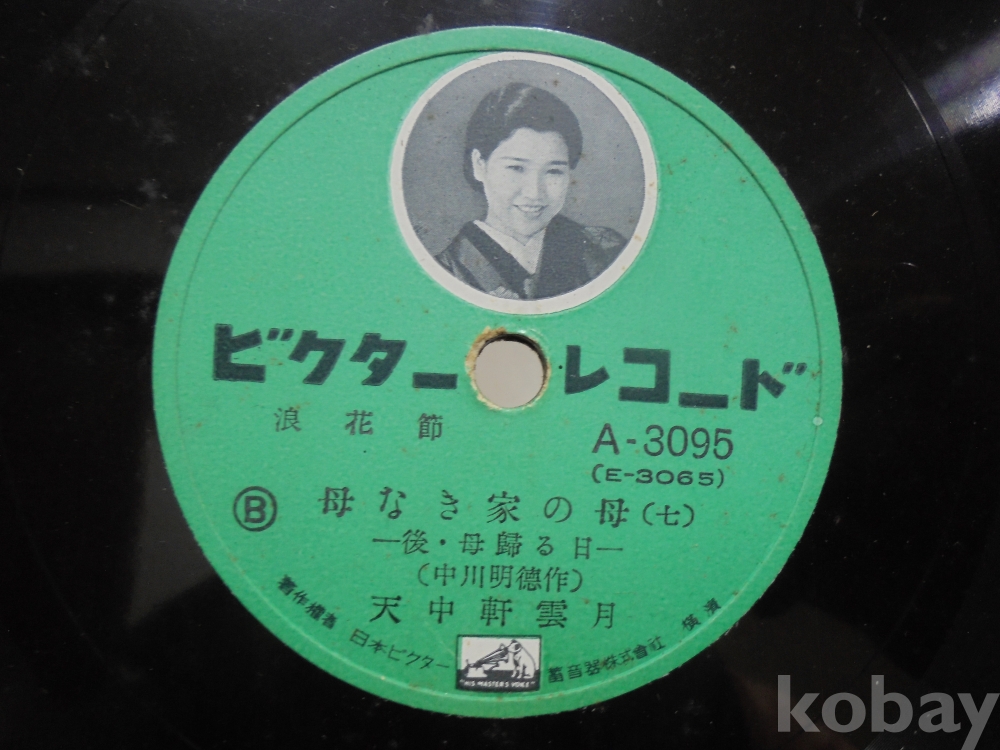 ビクターレコード
浪花節
A-3095
(E-3065)
Ⓑ 母なき家の母(七)
―後・母歸る日―
(中川明德作)
天中軒雲月
著作權者 日本ビクター蓄音器株式會社 橫濱
"HIS MASTER'S VOICE"
kobay